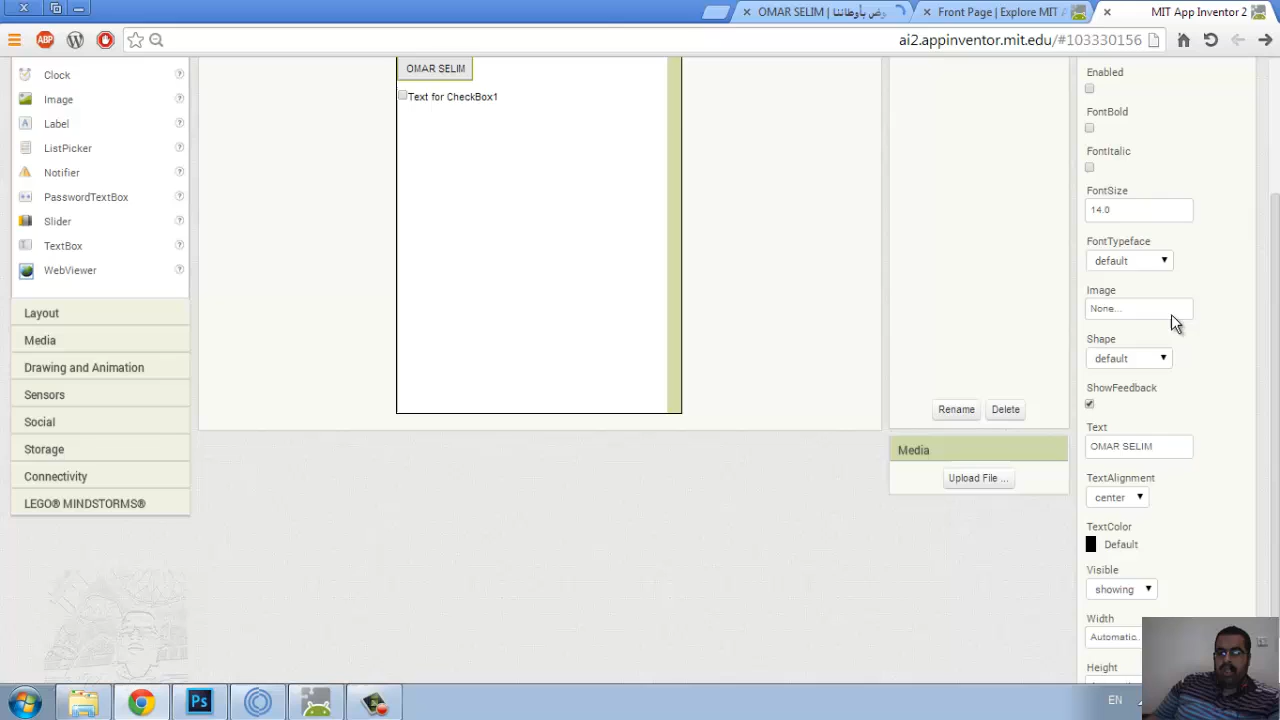 OMAR SELIM | رض بأوطاننا
Front Page | Explore MIT A
MIT App Inventor 2
ABP
ai2.appinventor.mit.edu/#103330156
Clock
Image
Label
ListPicker
Notifier
PasswordTextBox
Slider
TextBox
WebViewer
Layout
Media
Drawing and Animation
Sensors
Social
Storage
Connectivity
LEGO® MINDSTORMS®
OMAR SELIM
Text for CheckBox1
Rename
Delete
Media
Upload File ...
Enabled
FontBold
FontItalic
FontSize
14.0
FontTypeface
default
Image
None...
Shape
default
ShowFeedback
Text
OMAR SELIM
TextAlignment
center
TextColor
Default
Visible
showing
Width
Automatic...
Height
Ps
EN